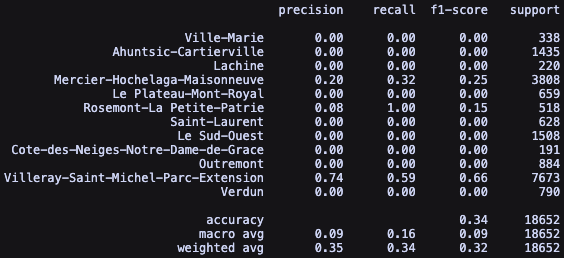 precision recall f1-score support
Ville-Marie 0.00 0.00 0.00 338
Ahuntsic-Cartierville 0.00 0.00 0.00 1435
Lachine 0.00 0.00 0.00 220
Mercier-Hochelaga-Maisonneuve 0.20 0.32 0.25 3808
Le Plateau-Mont-Royal 0.00 0.00 0.00 659
Rosemont-La Petite-Patrie 0.08 1.00 0.15 518
Saint-Laurent 0.00 0.00 0.00 628
Le Sud-Ouest 0.00 0.00 0.00 1508
Cote-des-Neiges-Notre-Dame-de-Grace 0.00 0.00 0.00 191
Outremont 0.00 0.00 0.00 884
Villeray-Saint-Michel-Parc-Extension 0.74 0.59 0.66 7673
Verdun 0.00 0.00 0.00 790
accuracy 0.34 18652
macro avg 0.09 0.16 0.09 18652
weighted avg 0.35 0.34 0.32 18652